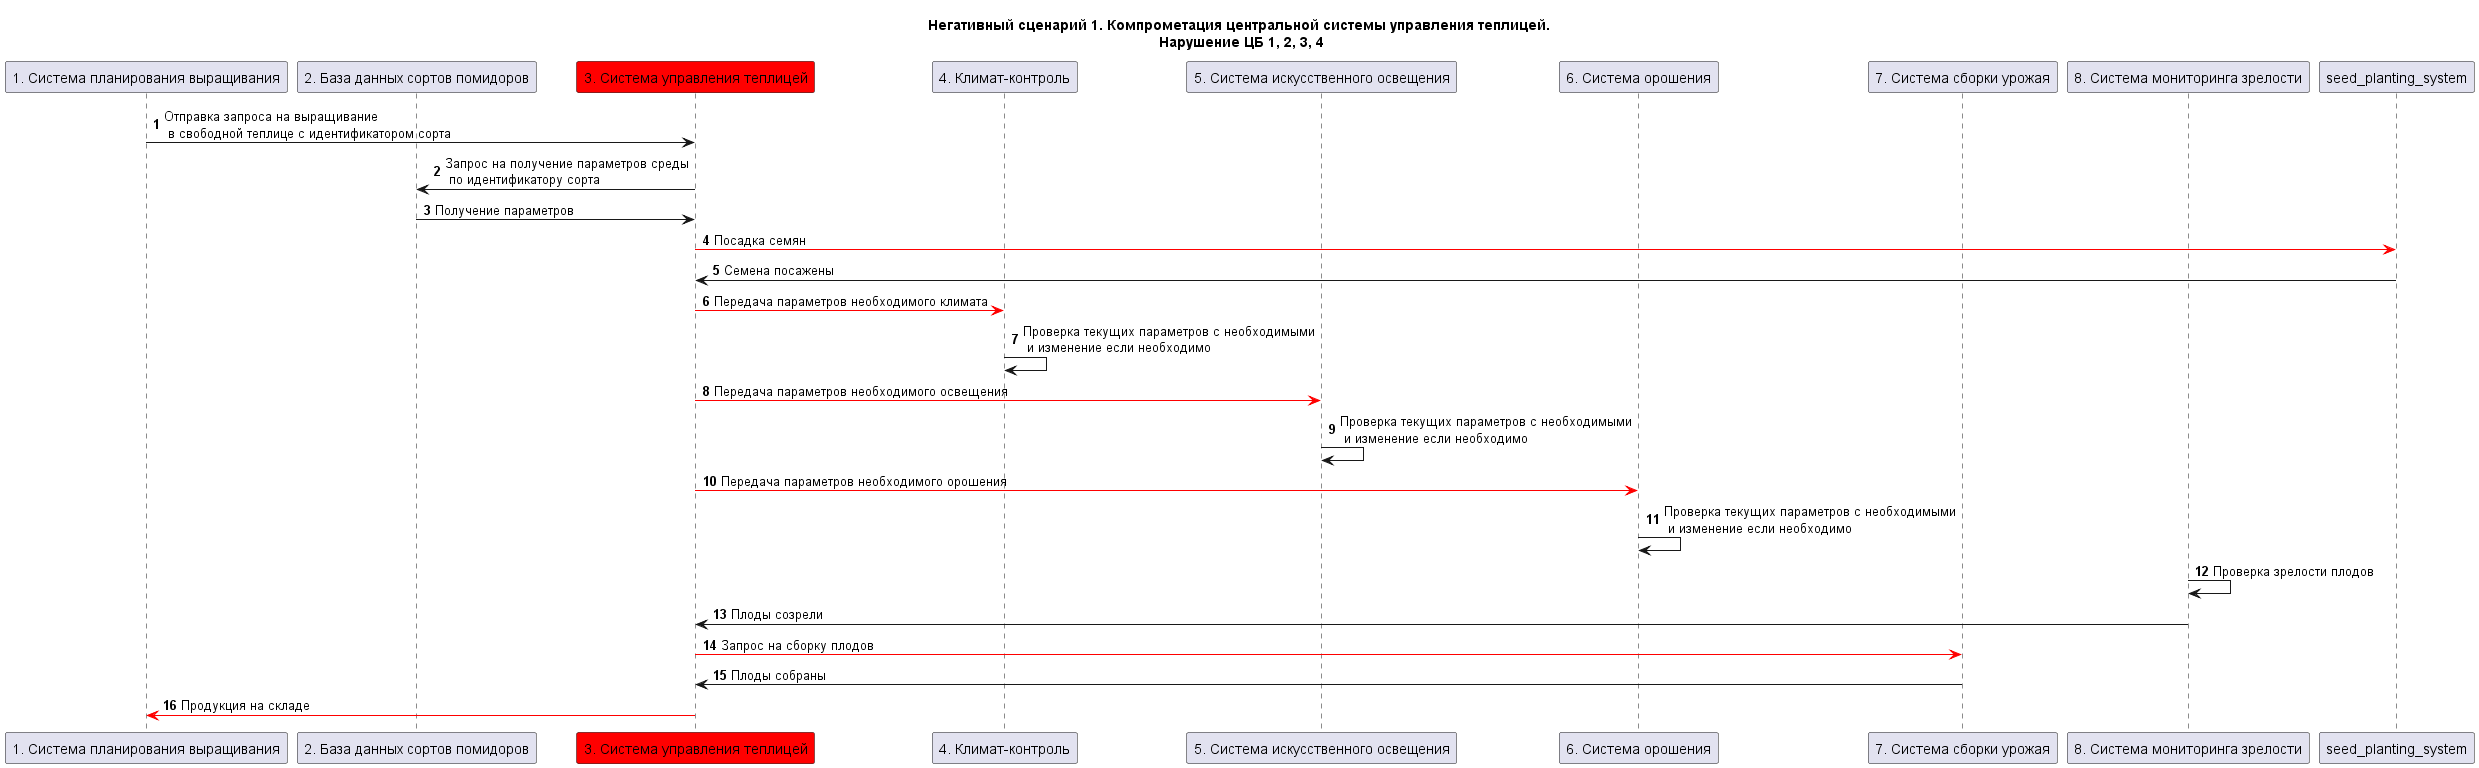 Негативный сценарий 1. Компрометация центральной системы управления теплицей.
Нарушение ЦБ 1, 2, 3, 4
1. Система планирования выращивания
2. База данных сортов помидоров
3. Система управления теплицей
4. Климат-контроль
5. Система искусственного освещения
6. Система орошения
7. Система сборки урожая
8. Система мониторинга зрелости
seed_planting_system
1 Отправка запроса на выращивание
в свободной теплице с идентификатором сорта
2 Запрос на получение параметров среды
по идентификатору сорта
3 Получение параметров
4 Посадка семян
5 Семена посажены
6 Передача параметров необходимого климата
7 Проверка текущих параметров с необходимыми
и изменение если необходимо
8 Передача параметров необходимого освещения
9 Проверка текущих параметров с необходимыми
и изменение если необходимо
10 Передача параметров необходимого орошения
11 Проверка текущих параметров с необходимыми
и изменение если необходимо
12 Проверка зрелости плодов
13 Плоды созрели
14 Запрос на сборку плодов
15 Плоды собраны
16 Продукция на складе
1. Система планирования выращивания
2. База данных сортов помидоров
3. Система управления теплицей
4. Климат-контроль
5. Система искусственного освещения
6. Система орошения
7. Система сборки урожая
8. Система мониторинга зрелости
seed_planting_system